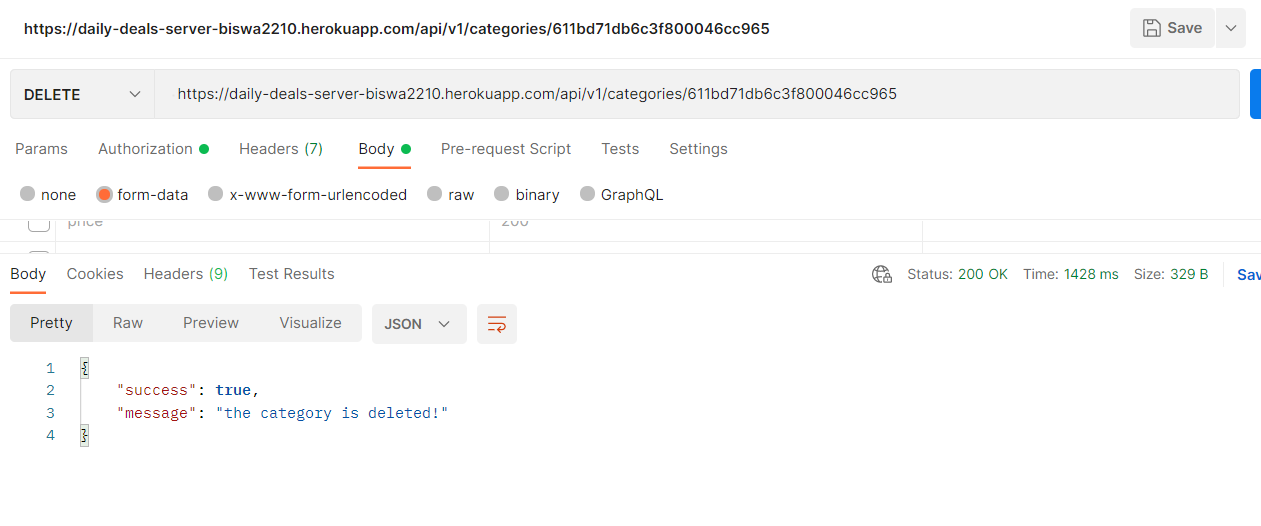 https://daily-deals-server-biswa2210.herokuapp.com/api/v1/categories/611bd71db6c3f800046cc965
Save
DELETE https://daily-deals-server-biswa2210.herokuapp.com/api/v1/categories/611bd71db6c3f800046cc965
Params Authorization Headers (7) Body Pre-request Script Tests Settings
none form-data x-www-form-urlencoded raw binary GraphQL
price 200
Body Cookies Headers (9) Test Results Status: 200 OK Time: 1428 ms Size: 329 B Sav
Pretty Raw Preview Visualize JSON
1 {
2 "success": true,
3 "message": "the category is deleted!"
4 }